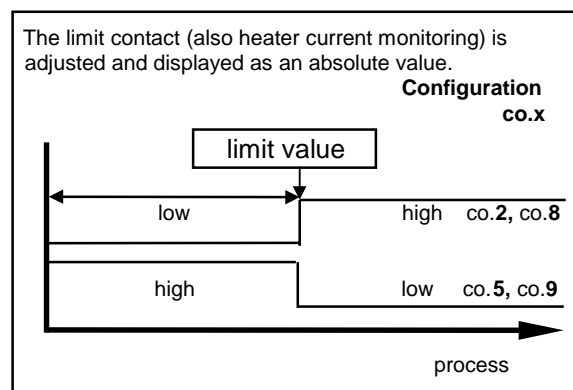 The limit contact (also heater current monitoring) is
adjusted and displayed as an absolute value.
Configuration
co.x
limit value
low high co.2, co.8
high low co.5, co.9
process